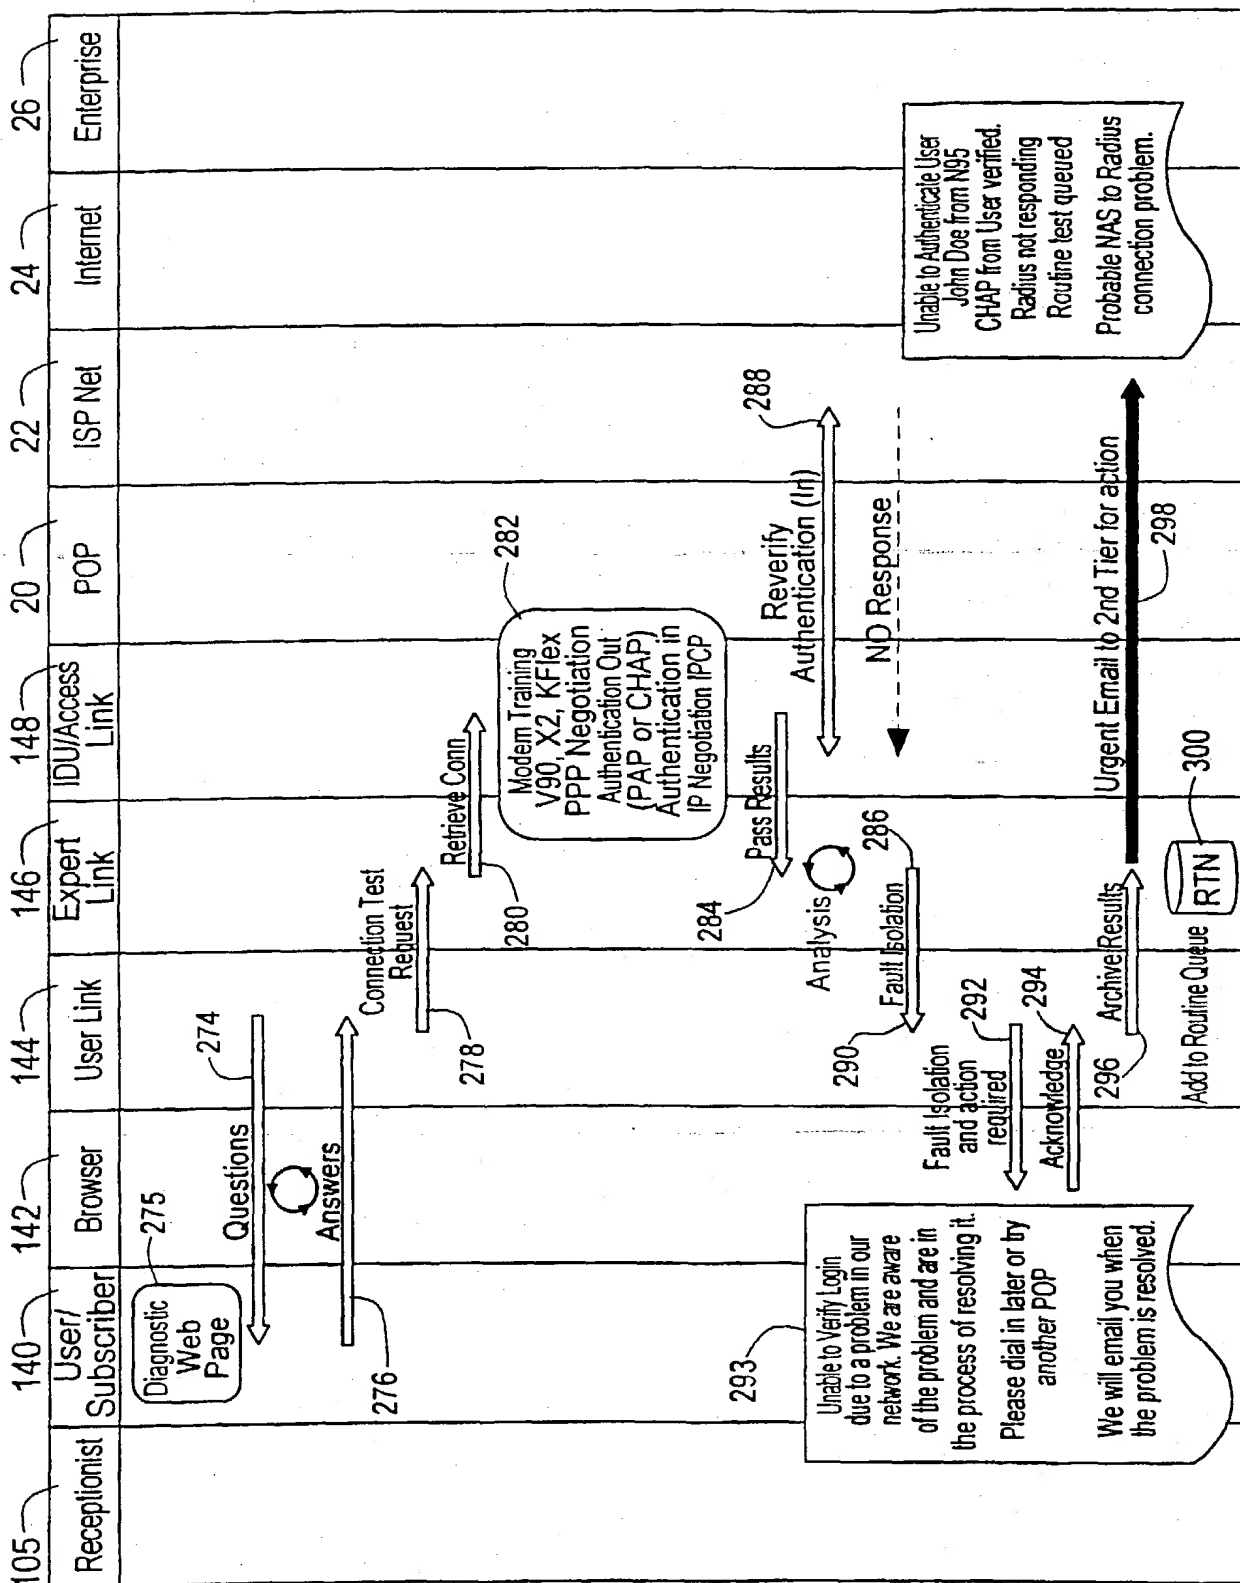 105
140
142
144
146
148
20
22
24
26
Receptionist
User/
Subscriber
Browser
User Link
Expert
Link
IDU/Access
Link
POP
ISP Net
Internet
Enterprise
Diagnostic
Web
Page
275
Questions
274
Answers
276
Connection Test
Request
278
Retrieve Conn
280
Modem Training
V90, X2, KFlex
PPP Negotiation
Authentication Out
(PAP or CHAP)
Authentication in
IP Negotiation IPCP
282
Pass Results
284
Analysis
Reverify
Authentication (In)
288
286
Fault Isolation
290
NO Response
Fault Isolation
and action
required
292
Acknowledge
294
293
Unable to Verify Login
due to a problem in our
network. We are aware
of the problem and are in
the process of resolving it.
Please dial in later or try
another POP
We will email you when
the problem is resolved.
Archive Results
296
Urgent Email to 2nd Tier for action
298
Unable to Authenticate User
John Doe from N95
CHAP from User verified.
Radius not responding
Routine test queued
Probable NAS to Radius
connection problem.
Add to Routine Queue
RTN
300